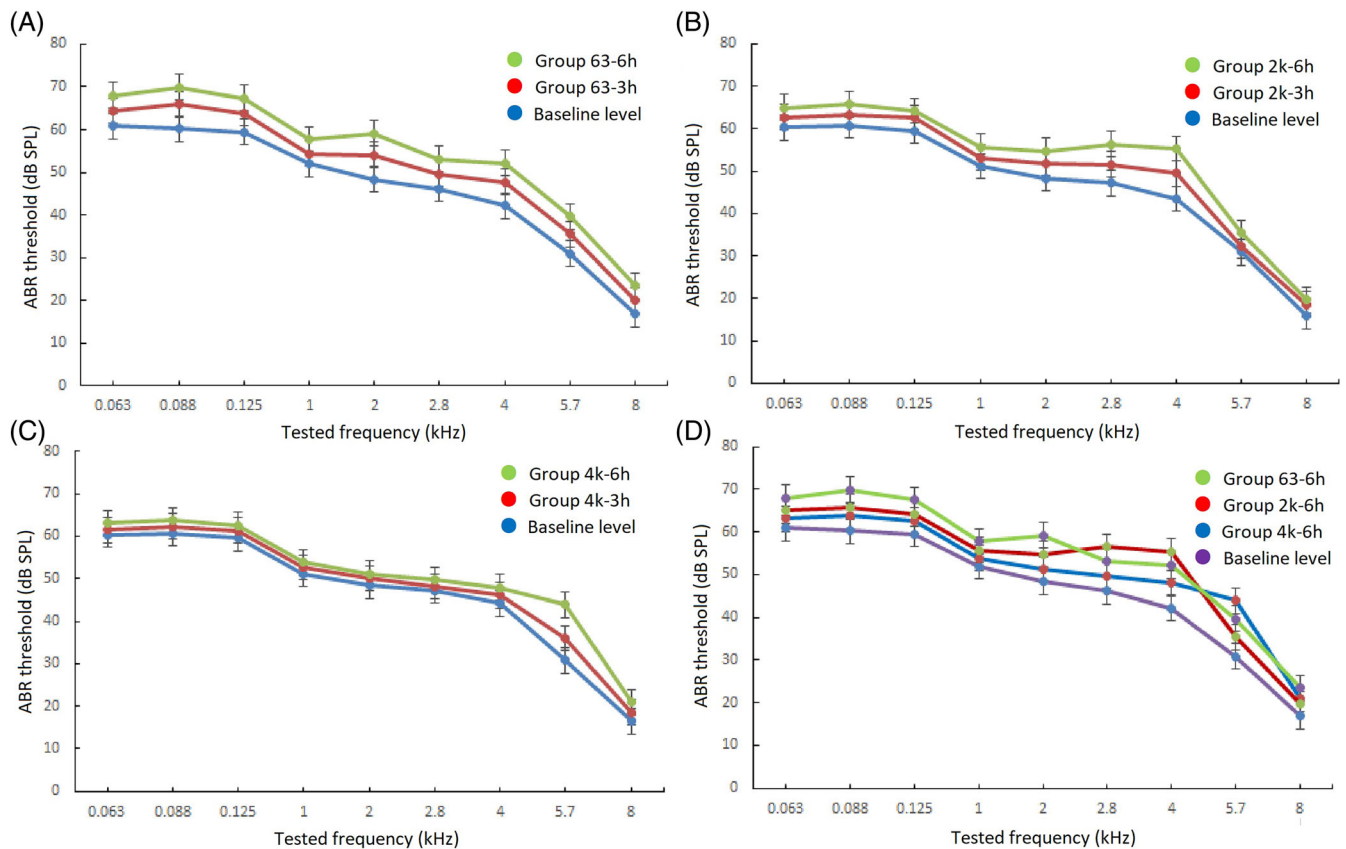 (A)
80
70
60
50
40
30
20
10
0
ABR threshold (dB SPL)
Group 63-6h
Group 63-3h
Baseline level
0.063 0.088 0.125 1 2 2.8 4 5.7 8
Tested frequency (kHz)
(B)
80
70
60
50
40
30
20
10
0
ABR threshold (dB SPL)
Group 2k-6h
Group 2k-3h
Baseline level
0.063 0.088 0.125 1 2 2.8 4 5.7 8
Tested frequency (kHz)
(C)
80
70
60
50
40
30
20
10
0
ABR threshold (dB SPL)
Group 4k-6h
Group 4k-3h
Baseline level
0.063 0.088 0.125 1 2 2.8 4 5.7 8
Tested frequency (kHz)
(D)
80
70
60
50
40
30
20
10
0
ABR threshold (dB SPL)
Group 63-6h
Group 2k-6h
Group 4k-6h
Baseline level
0.063 0.088 0.125 1 2 2.8 4 5.7 8
Tested frequency (kHz)